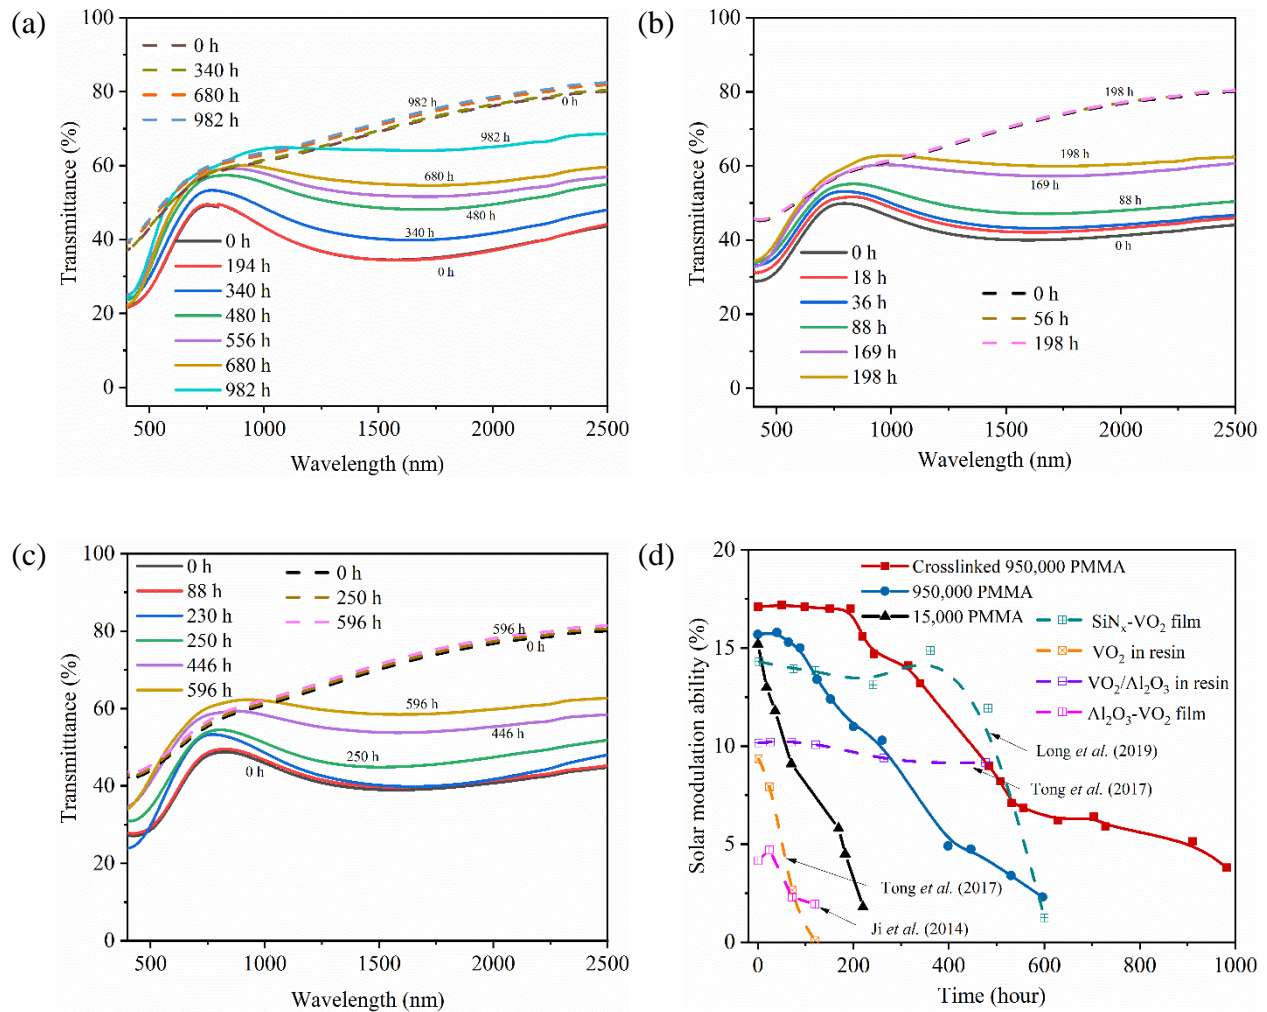 (a)
100
80
60
40
20
0
Transmittance (%)
0 h
340 h
680 h
982 h
982 h
0 h
982 h
680 h
480 h
340 h
0 h
0 h
194 h
340 h
480 h
556 h
680 h
982 h
500 1000 1500 2000 2500
Wavelength (nm)
(b)
100
80
60
40
20
0
Transmittance (%)
198 h
198 h
169 h
88 h
0 h
0 h
18 h
36 h
88 h
169 h
198 h
0 h
56 h
198 h
500 1000 1500 2000 2500
Wavelength (nm)
(c)
100
80
60
40
20
0
Transmittance (%)
0 h
88 h
230 h
250 h
446 h
596 h
0 h
250 h
596 h
596 h
0 h
596 h
446 h
250 h
0 h
500 1000 1500 2000 2500
Wavelength (nm)
(d)
20
15
10
5
0
Solar modulation ability (%)
Crosslinked 950,000 PMMA
950,000 PMMA
15,000 PMMA
SiNₓ-VO₂ film
VO₂ in resin
VO₂/Al₂O₃ in resin
Al₂O₃-VO₂ film
Long et al. (2019)
Tong et al. (2017)
Tong et al. (2017)
Ji et al. (2014)
0 200 400 600 800 1000
Time (hour)